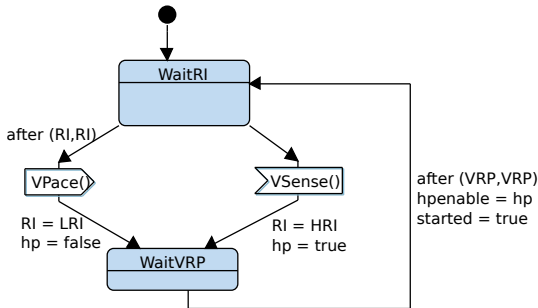 WaitRI
after (RI,RI)
VPace()
VSense()
after (VRP,VRP)
hpenable = hp
started = true
RI = LRI
hp = false
RI = HRI
hp = true
WaitVRP